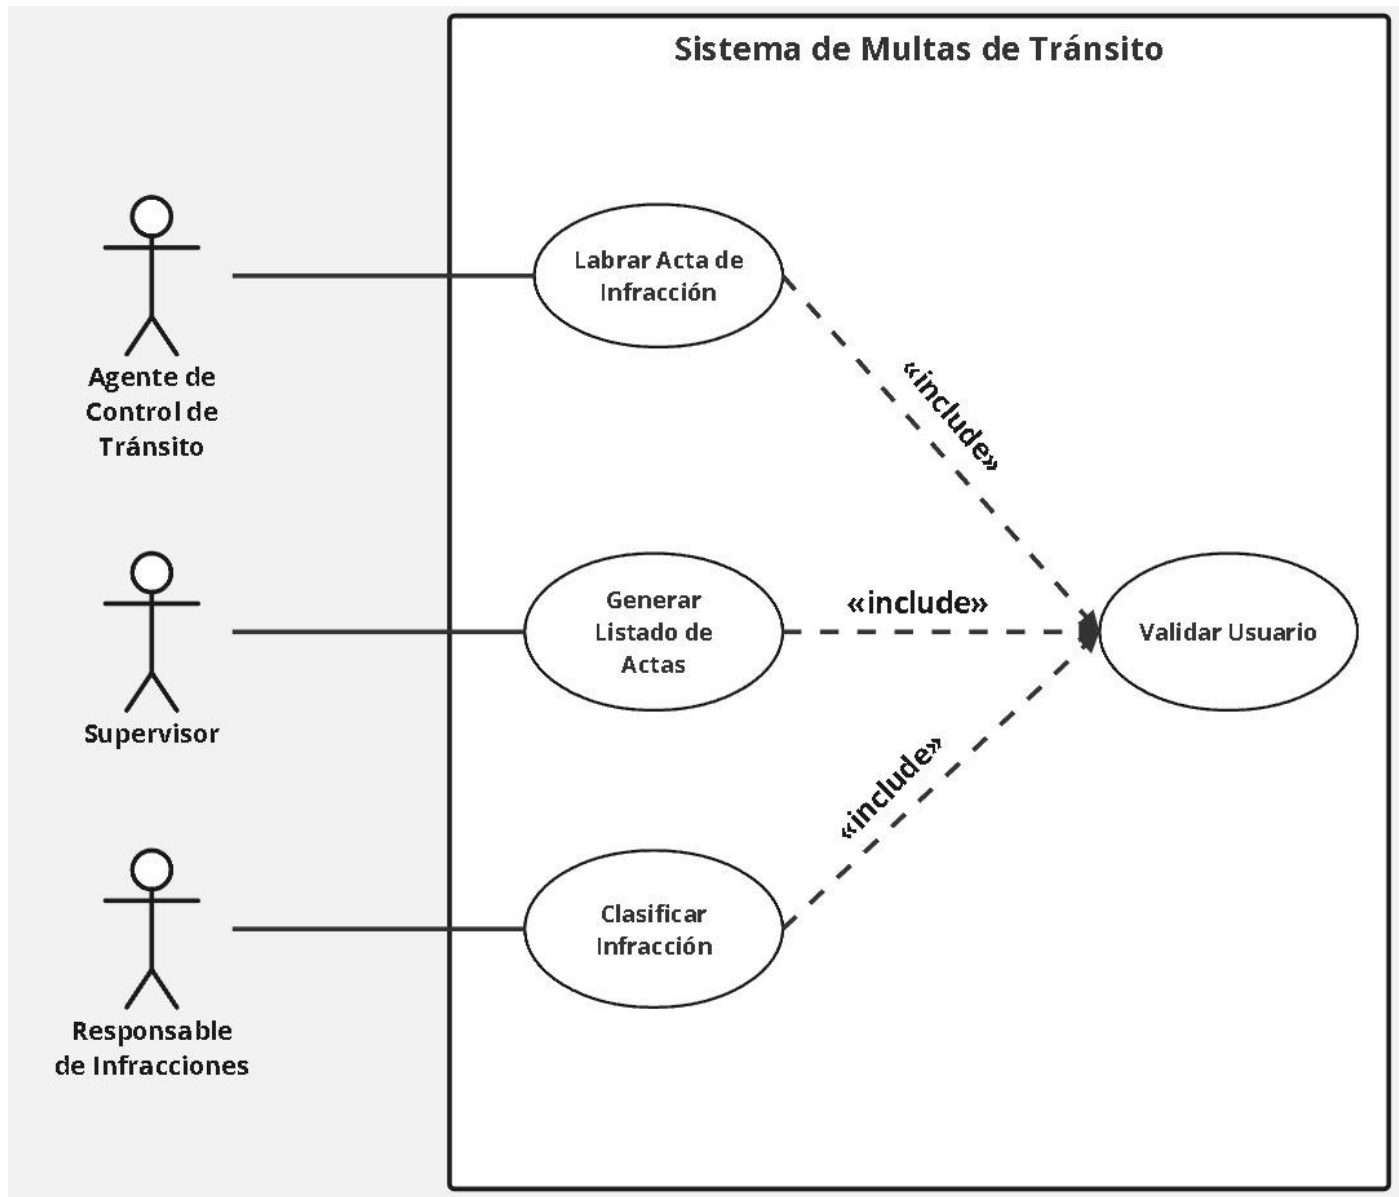 Sistema de Multas de Tránsito
Labrar Acta de
Infracción
Agente de
Control de
Tránsito
«include»
Generar
Listado de
Actas
«include»
Validar Usuario
Supervisor
«include»
Clasificar
Infracción
Responsable
de Infracciones